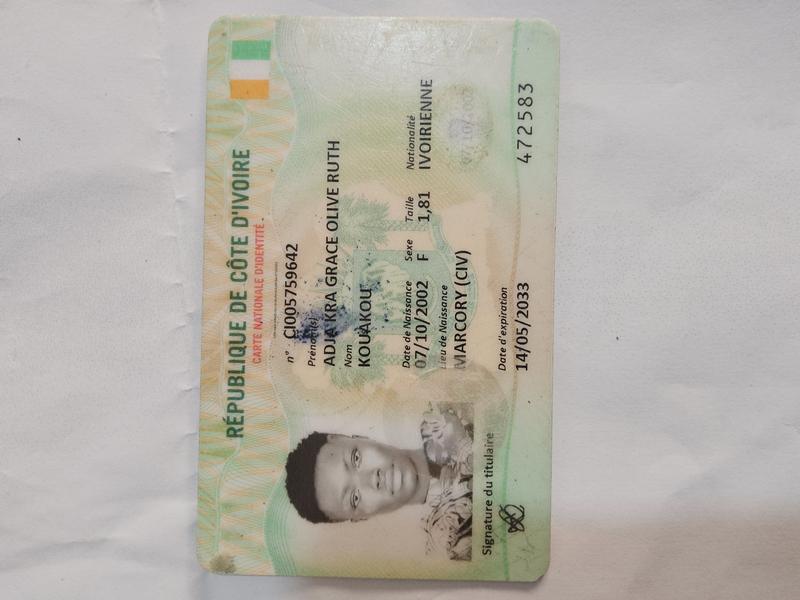 RÉPUBLIQUE DE CÔTE D'IVOIRE
CARTE NATIONALE D'IDENTITÉ
n° CI005759642
Prénom(s)
ADJA KRA GRACE OLIVE RUTH
Nom
KOUAKOU
Date de Naissance Sexe Taille Nationalité
07/10/2002 F 1,81 IVOIRIENNE
Lieu de Naissance
MARCORY (CIV)
Date d'expiration
14/05/2033
472583
Signature du titulaire